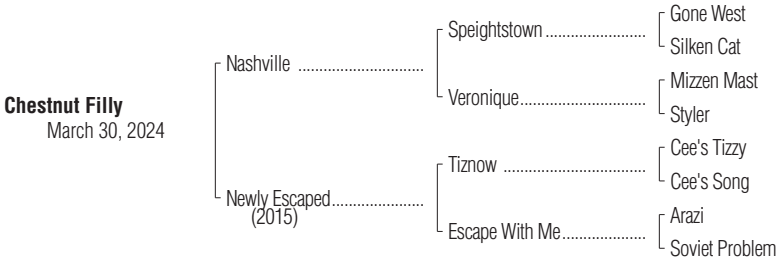 Chestnut Filly
March 30, 2024
Nashville
Newly Escaped
(2015)
Speightstown
Veronique
Tiznow
Escape With Me
Gone West
Silken Cat
Mizzen Mast
Styler
Cee's Tizzy
Cee's Song
Arazi
Soviet Problem